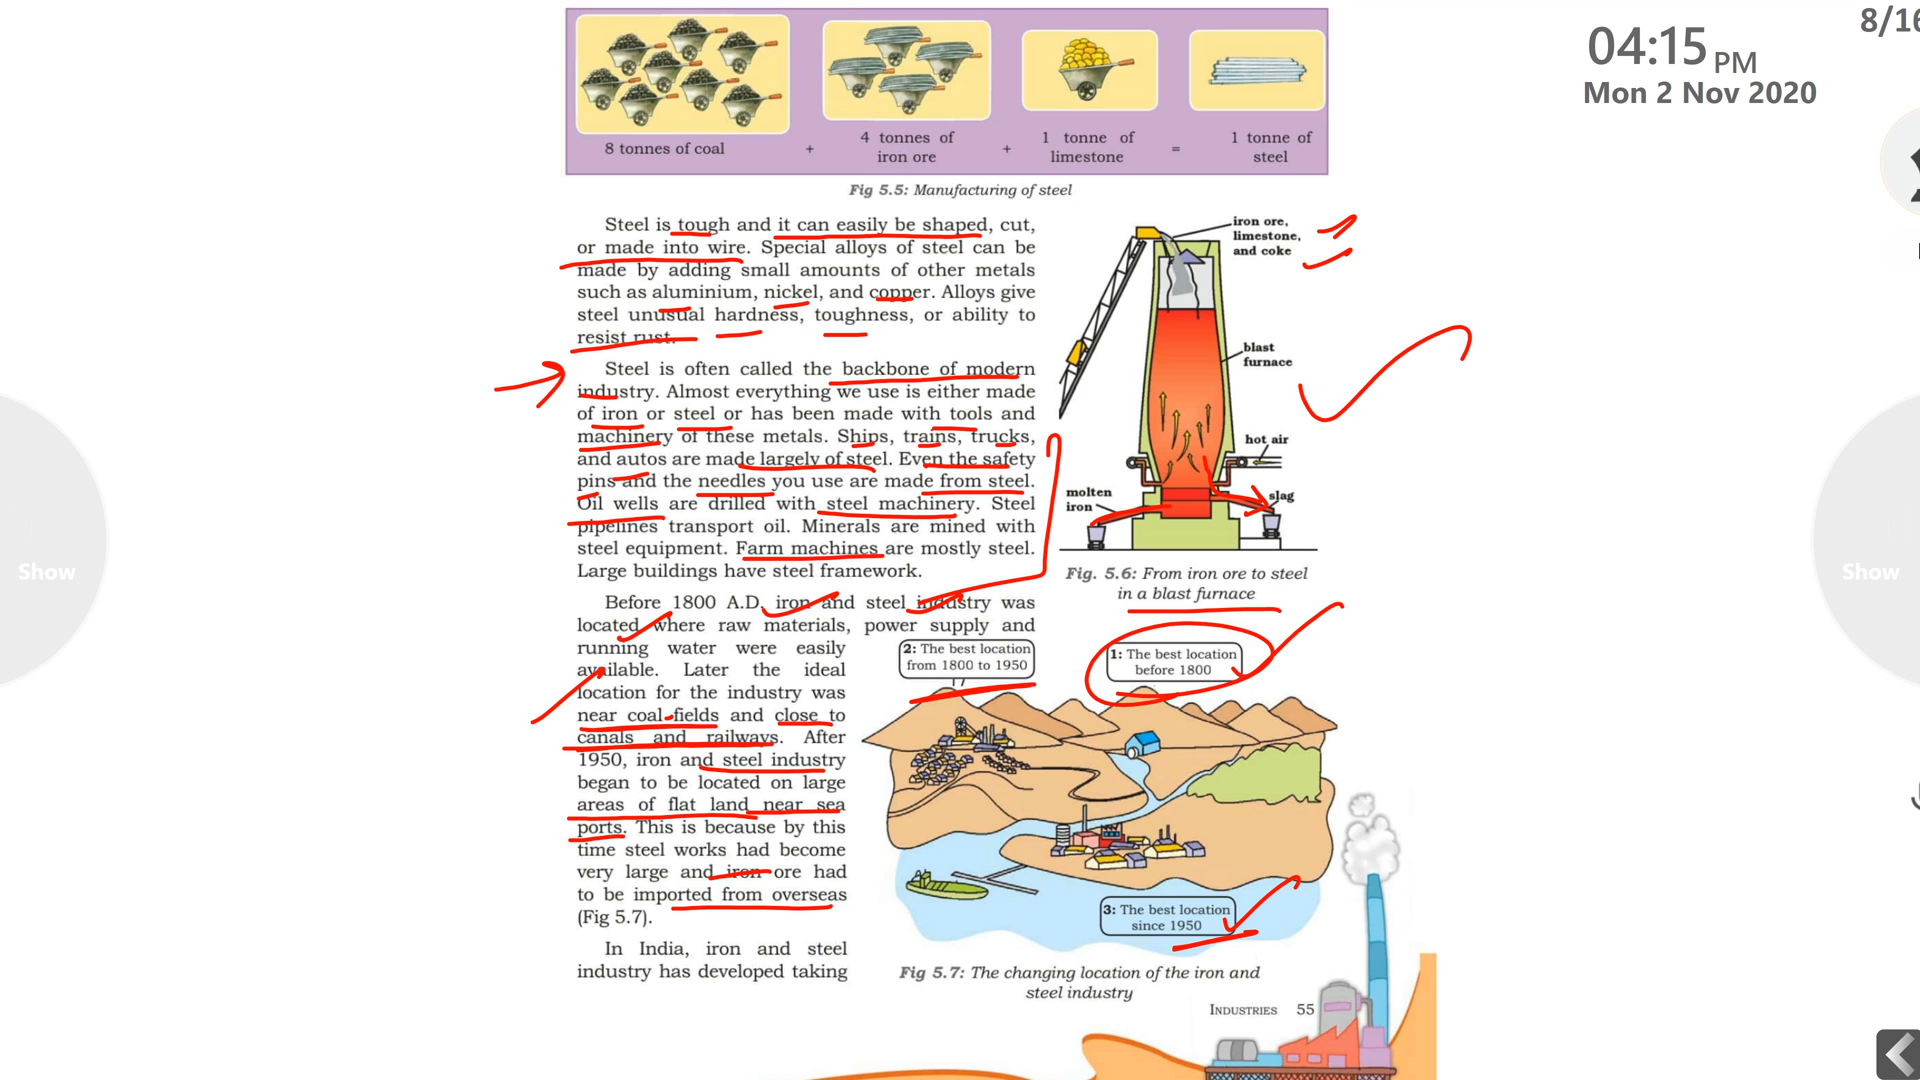 8/16
04:15 PM
Mon 2 Nov 2020
8 tonnes of coal
+
4 tonnes of
iron ore
+
1 tonne of
limestone
=
1 tonne of
steel
Fig 5.5: Manufacturing of steel
Steel is tough and it can easily be shaped, cut,
or made into wire. Special alloys of steel can be
made by adding small amounts of other metals
such as aluminium, nickel, and copper. Alloys give
steel unusual hardness, toughness, or ability to
resist rust.
Steel is often called the backbone of modern
industry. Almost everything we use is either made
of iron or steel or has been made with tools and
machinery of these metals. Ships, trains, trucks,
and autos are made largely of steel. Even the safety
pins and the needles you use are made from steel.
Oil wells are drilled with steel machinery. Steel
pipelines transport oil. Minerals are mined with
steel equipment. Farm machines are mostly steel.
Large buildings have steel framework.
Before 1800 A.D. iron and steel industry was
located where raw materials, power supply and
running water were easily
available. Later the ideal
location for the industry was
near coal fields and close to
canals and railways. After
1950, iron and steel industry
began to be located on large
areas of flat land near sea
ports. This is because by this
time steel works had become
very large and iron ore had
to be imported from overseas
(Fig 5.7).
In India, iron and steel
industry has developed taking
iron ore,
limestone,
and coke
blast
furnace
hot air
molten
iron
slag
Fig. 5.6: From iron ore to steel
in a blast furnace
2: The best location
from 1800 to 1950
1: The best location
before 1800
3: The best location
since 1950
Fig 5.7: The changing location of the iron and
steel industry
INDUSTRIES 55
Show
Show